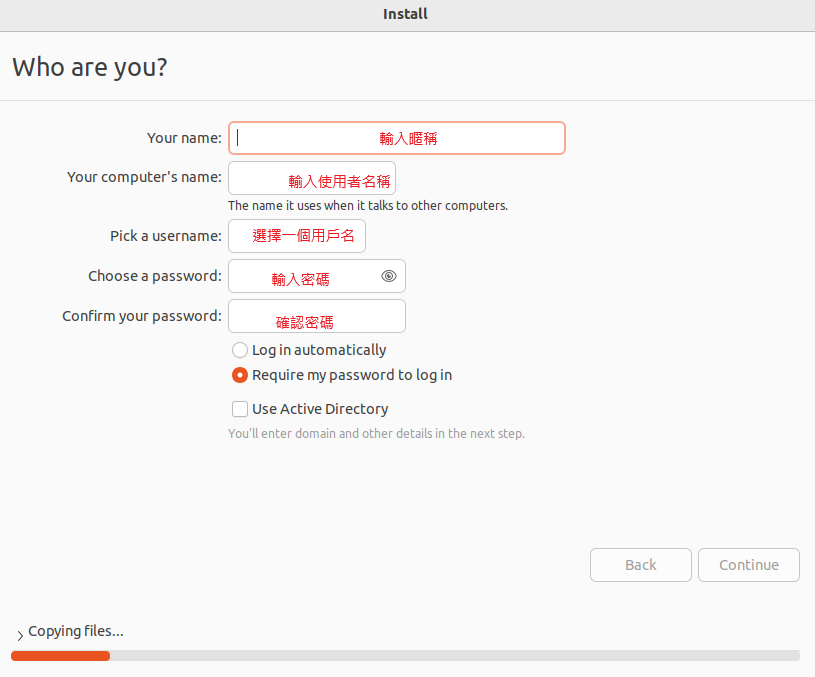 Install
Who are you?
Your name: 輸入暱稱
Your computer's name: 輸入使用者名稱
The name it uses when it talks to other computers.
Pick a username: 選擇一個用戶名
Choose a password: 輸入密碼
Confirm your password: 確認密碼
Log in automatically
Require my password to log in
Use Active Directory
You'll enter domain and other details in the next step.
Back Continue
Copying files...